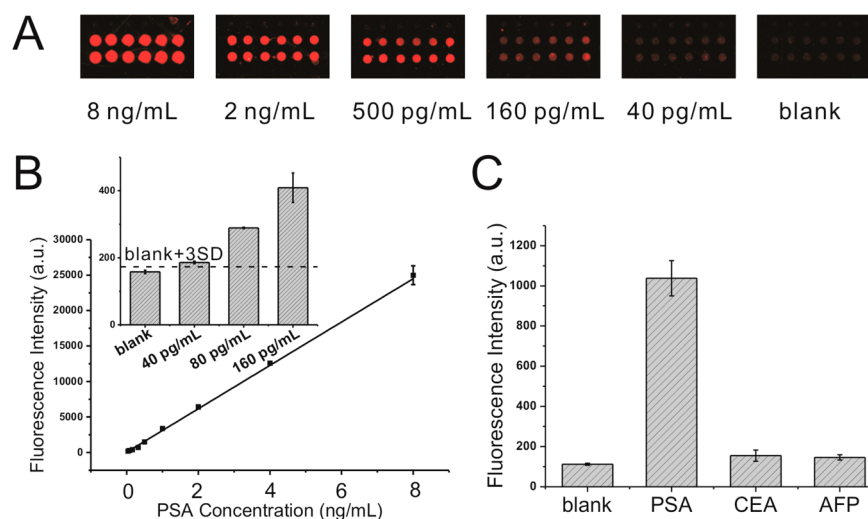 A
8 ng/mL 2 ng/mL 500 pg/mL 160 pg/mL 40 pg/mL blank
B
Fluorescence Intensity (a.u.)
30000
25000
20000
15000
10000
5000
0
0 2 4 6 8
PSA Concentration (ng/mL)
400
200
0
blank+3SD
blank 40 pg/mL 80 pg/mL 160 pg/mL
C
Fluorescence Intensity (a.u.)
1200
1000
800
600
400
200
0
blank PSA CEA AFP